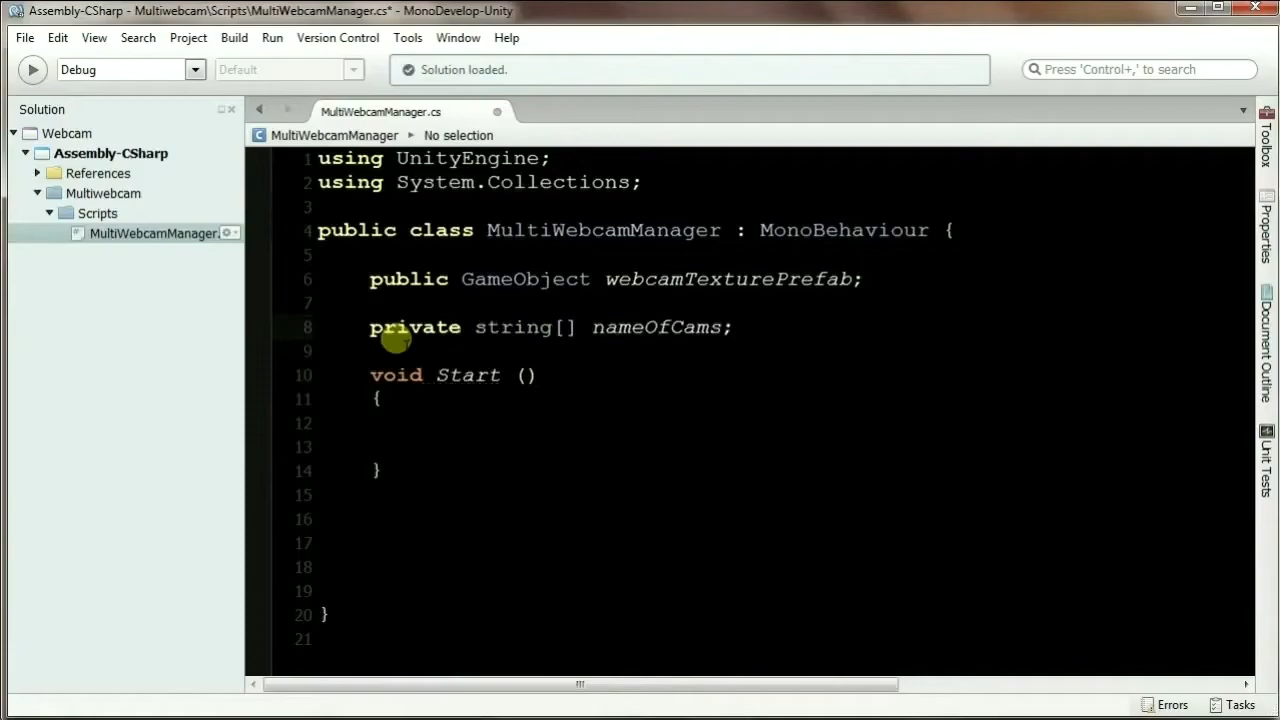 Assembly-CSharp - Multiwebcam\Scripts\MultiWebcamManager.cs* - MonoDevelop-Unity
File Edit View Search Project Build Run Version Control Tools Window Help
Debug Default Solution loaded. Press 'Control+,' to search
Solution
MultiWebcamManager.cs
Webcam
MultiWebcamManager No selection
Assembly-CSharp
References
Multiwebcam
Scripts
MultiWebcamManager.
1 using UnityEngine;
2 using System.Collections;
3
4 public class MultiWebcamManager : MonoBehaviour {
5
6 public GameObject webcamTexturePrefab;
7
8 private string[] nameOfCams;
9
10 void Start ()
11 {
12
13
14 }
15
16
17
18
19
20 }
21
Toolbox
Properties
Document Outline
Unit Tests
Errors Tasks